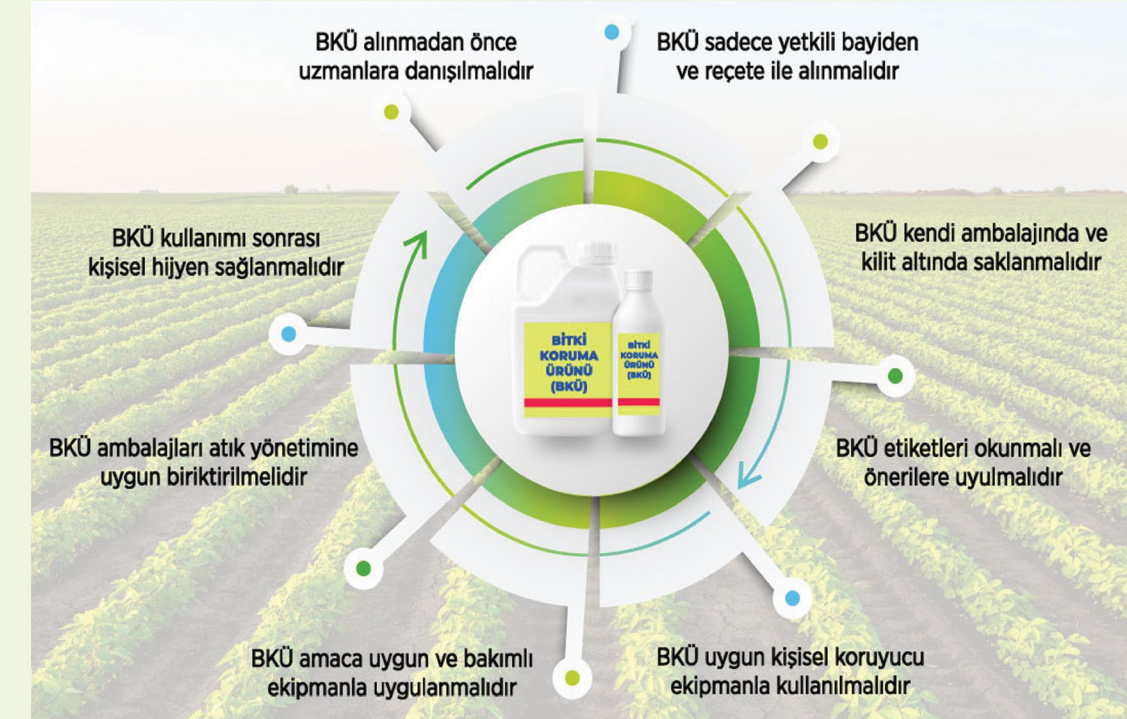 BKÜ alınmadan önce
uzmanlara danışılmalıdır
BKÜ sadece yetkili bayiden
ve reçete ile alınmalıdır
BKÜ kendi ambalajında ve
kilit altında saklanmalıdır
BKÜ etiketleri okunmalı ve
önerilere uyulmalıdır
BKÜ uygun kişisel koruyucu
ekipmanla kullanılmalıdır
BKÜ amaca uygun ve bakımlı
ekipmanla uygulanmalıdır
BKÜ ambalajları atık yönetimine
uygun biriktirilmelidir
BKÜ kullanımı sonrası
kişisel hijyen sağlanmalıdır
BİTKİ
KORUMA
ÜRÜNÜ
(BKÜ)
BİTKİ
KORUMA
ÜRÜNÜ
(BKÜ)